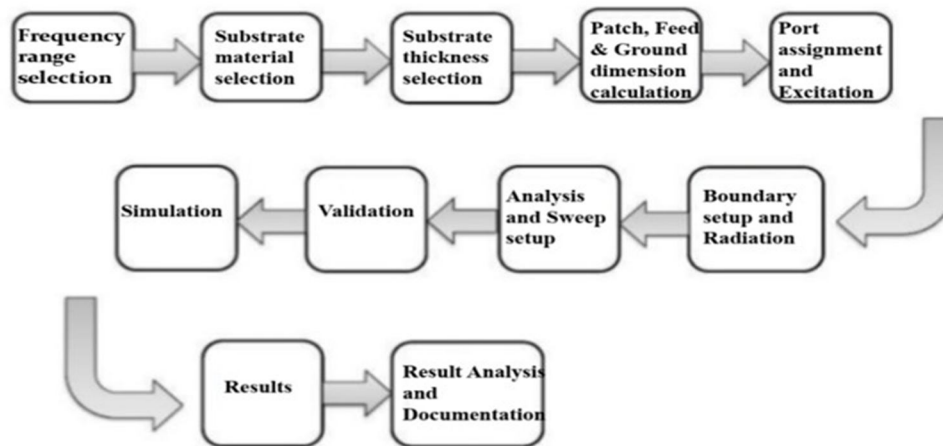 Frequency
range
selection
Substrate
material
selection
Substrate
thickness
selection
Patch, Feed
& Ground
dimension
calculation
Port
assignment
and
Excitation
Boundary
setup and
Radiation
Analysis
and Sweep
setup
Validation
Simulation
Results
Result Analysis
and
Documentation